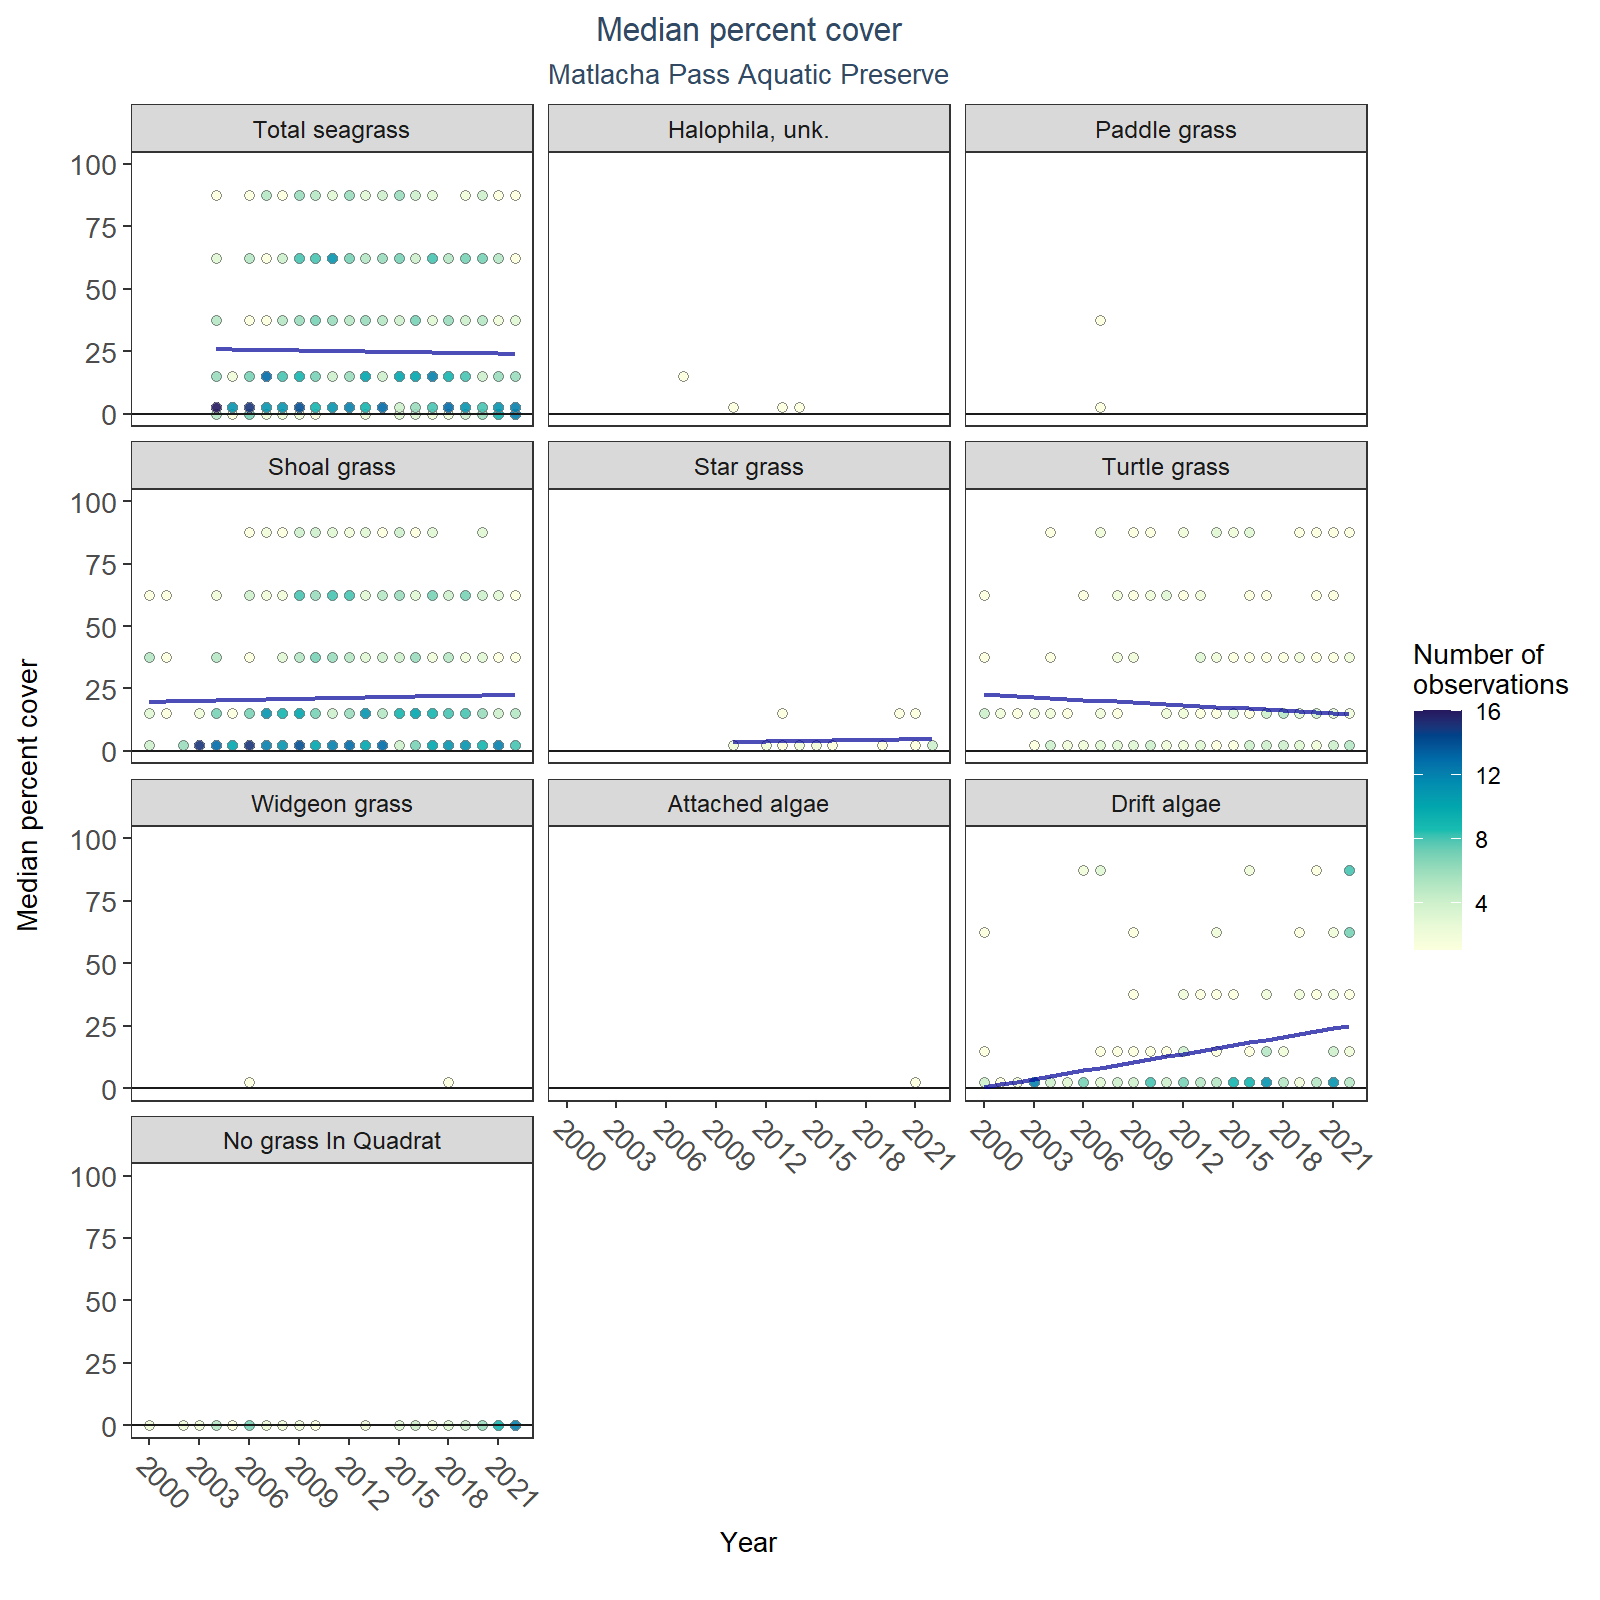 Median percent cover
Matlacha Pass Aquatic Preserve
Total seagrass
Halophila, unk.
Paddle grass
100
75
50
25
0
Shoal grass
Star grass
Turtle grass
100
75
50
25
0
Widgeon grass
Attached algae
Drift algae
100
75
50
25
0
2000 2003 2006 2009 2012 2015 2018 2021
2000 2003 2006 2009 2012 2015 2018 2021
No grass In Quadrat
100
75
50
25
0
2000 2003 2006 2009 2012 2015 2018 2021
Year
Median percent cover
Number of
observations
16
12
8
4